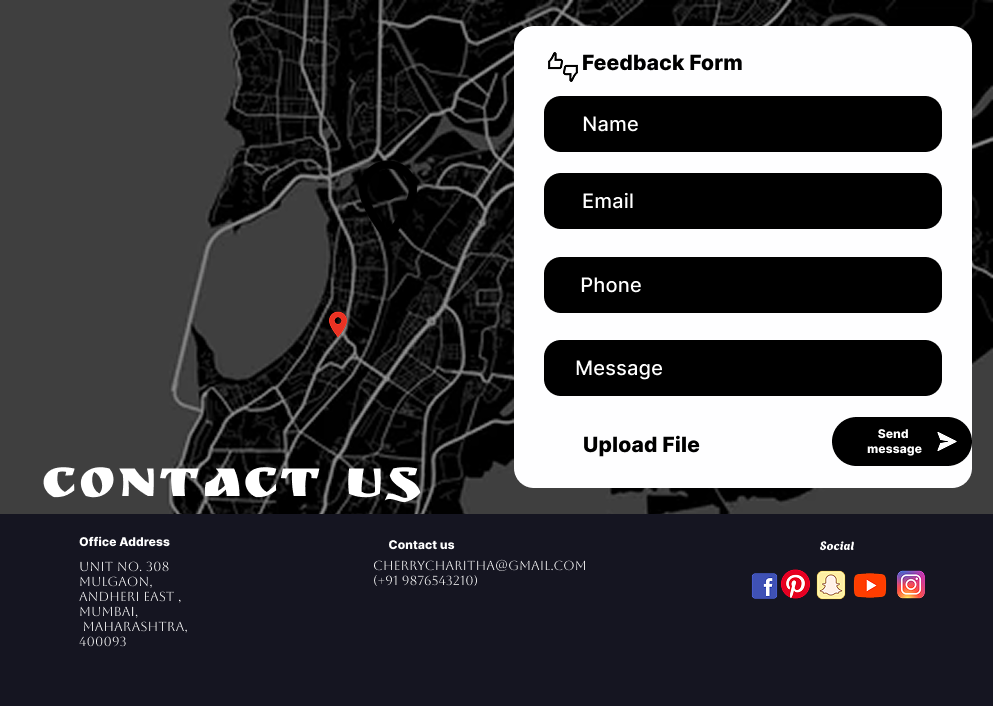 Feedback Form
Name
Email
Phone
Message
Upload File
Send
message
CONTACT US
Office Address
UNIT NO. 308
MULGAON,
ANDHERI EAST ,
MUMBAI,
MAHARASHTRA,
400093
Contact us
CHERRYCHARITHA@GMAIL.COM
(+91 9876543210)
Social